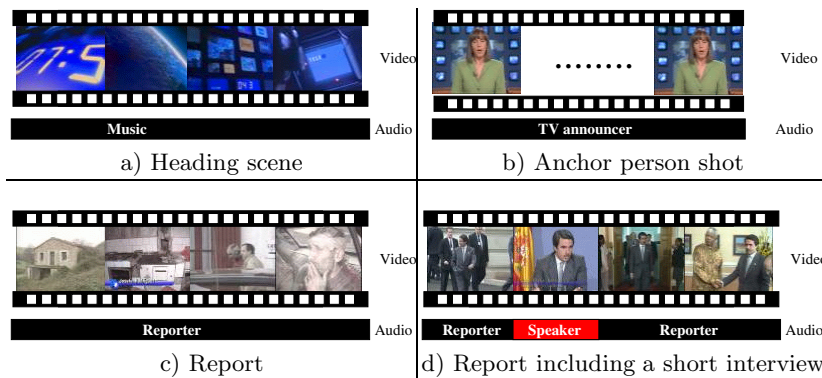 Video
Music
Audio
a) Heading scene
Video
TV announcer
Audio
b) Anchor person shot
Video
Reporter
Audio
c) Report
Video
Reporter Speaker Reporter
Audio
d) Report including a short interview